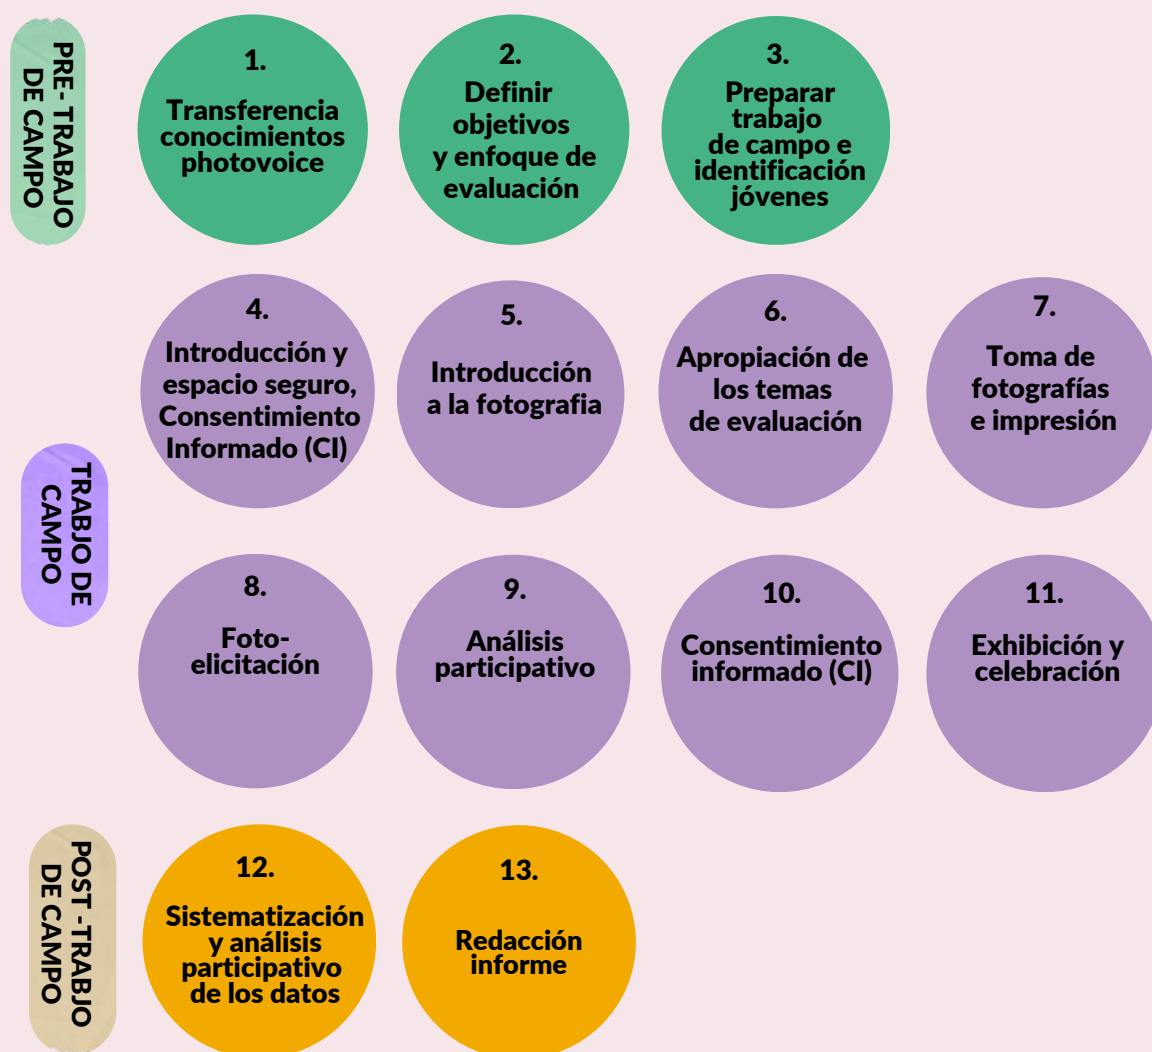 PRE- TRABAJO
DE CAMPO
1.
Transferencia
conocimientos
photovoice
2.
Definir
objetivos
y enfoque de
evaluación
3.
Preparar
trabajo
de campo e
identificación
jóvenes
TRABJO DE
CAMPO
4.
Introducción y
espacio seguro,
Consentimiento
Informado (CI)
5.
Introducción
a la fotografia
6.
Apropiación de
los temas
de evaluación
7.
Toma de
fotografías
e impresión
8.
Foto-
elicitación
9.
Análisis
participativo
10.
Consentimiento
informado (CI)
11.
Exhibición y
celebración
POST -TRABJO
DE CAMPO
12.
Sistematización
y análisis
participativo
de los datos
13.
Redacción
informe